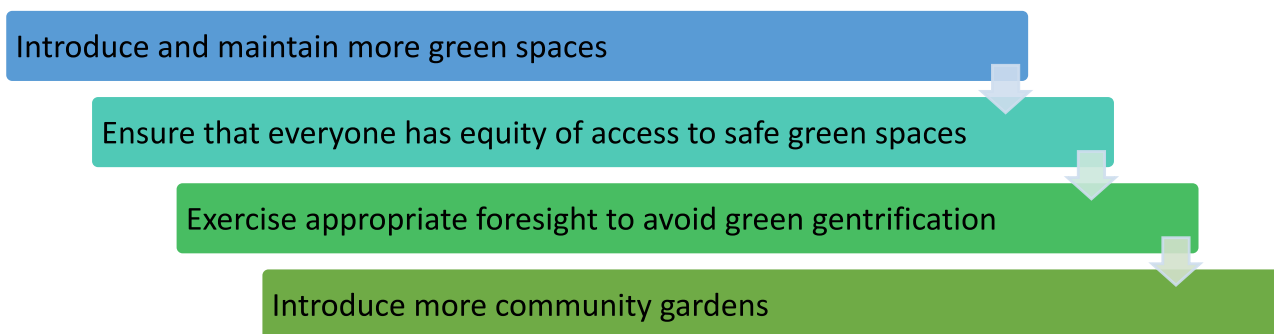 Introduce and maintain more green spaces
Ensure that everyone has equity of access to safe green spaces
Exercise appropriate foresight to avoid green gentrification
Introduce more community gardens